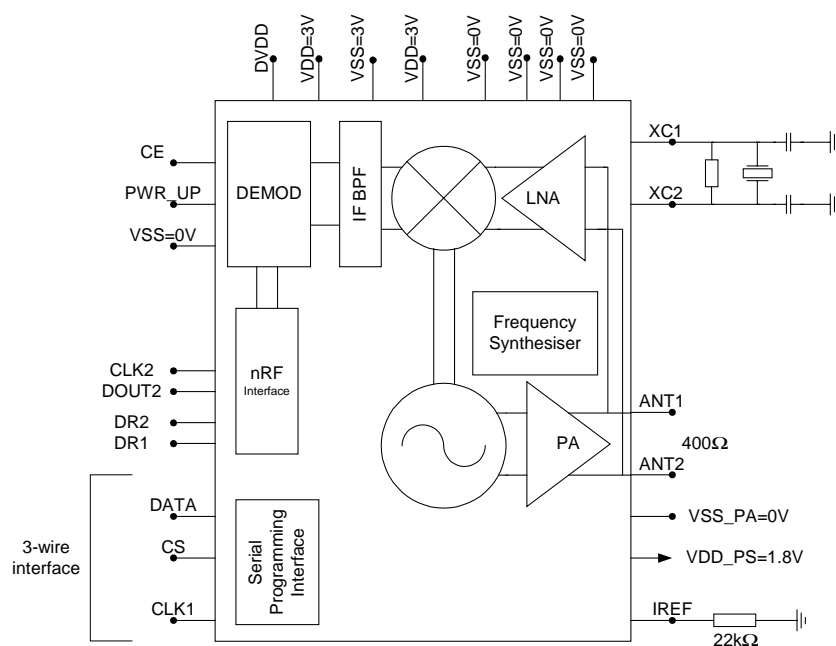 DVDD
VDD=3V
VSS=3V
VDD=3V
VSS=0V
VSS=0V
VSS=0V
VSS=0V
CE
PWR_UP
VSS=0V
DEMOD
IF BPF
LNA
XC1
XC2
Frequency
Synthesiser
nRF
Interface
CLK2
DOUT2
DR2
DR1
PA
ANT1
400Ω
ANT2
3-wire
interface
DATA
CS
CLK1
Serial
Programming
Interface
VSS_PA=0V
VDD_PS=1.8V
IREF
22kΩ